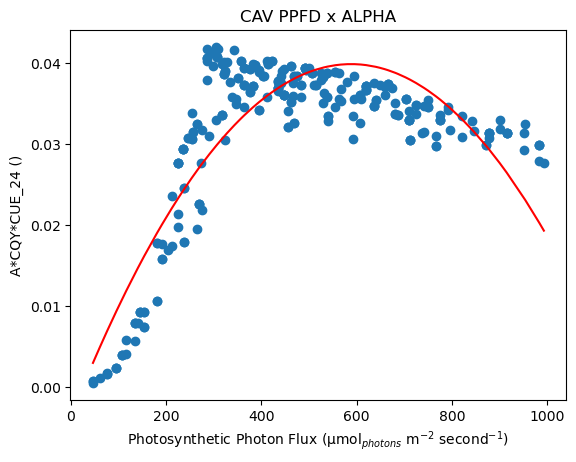 CAV PPFD x ALPHA
A*CQY*CUE_24 ()
0.04
0.03
0.02
0.01
0.00
0 200 400 600 800 1000
Photosynthetic Photon Flux (μmol_photons m⁻² second⁻¹)